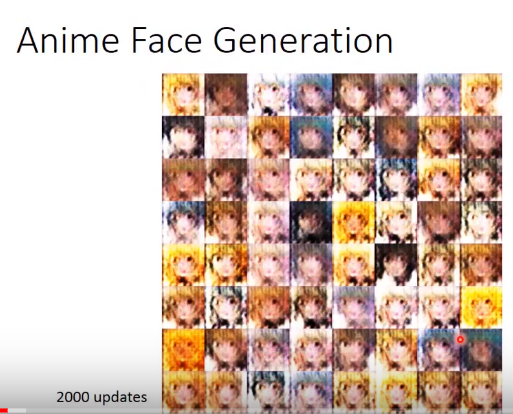 Anime Face Generation
2000 updates